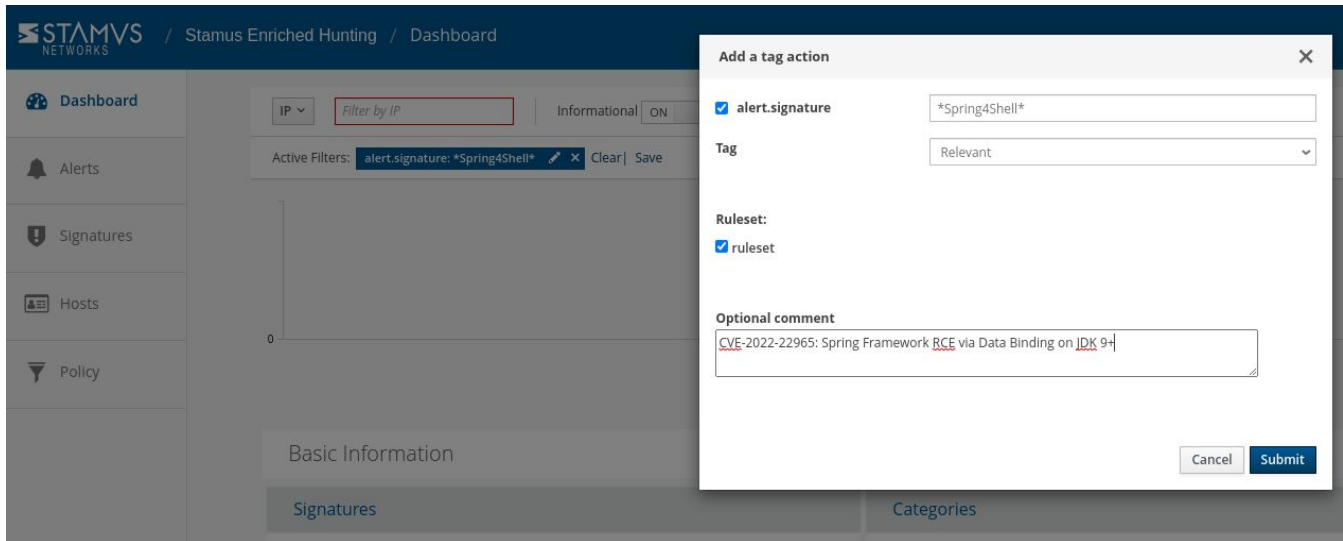 STAMVS
NETWORKS
/ Stamus Enriched Hunting / Dashboard
Dashboard
Alerts
Signatures
Hosts
Policy
IP
Filter by IP
Informational ON
Active Filters: alert.signature: *Spring4Shell* Clear| Save
0
Basic Information
Signatures
Categories
Add a tag action
alert.signature
*Spring4Shell*
Tag
Relevant
Ruleset:
ruleset
Optional comment
CVE-2022-22965: Spring Framework RCE via Data Binding on JDK 9+
Cancel
Submit